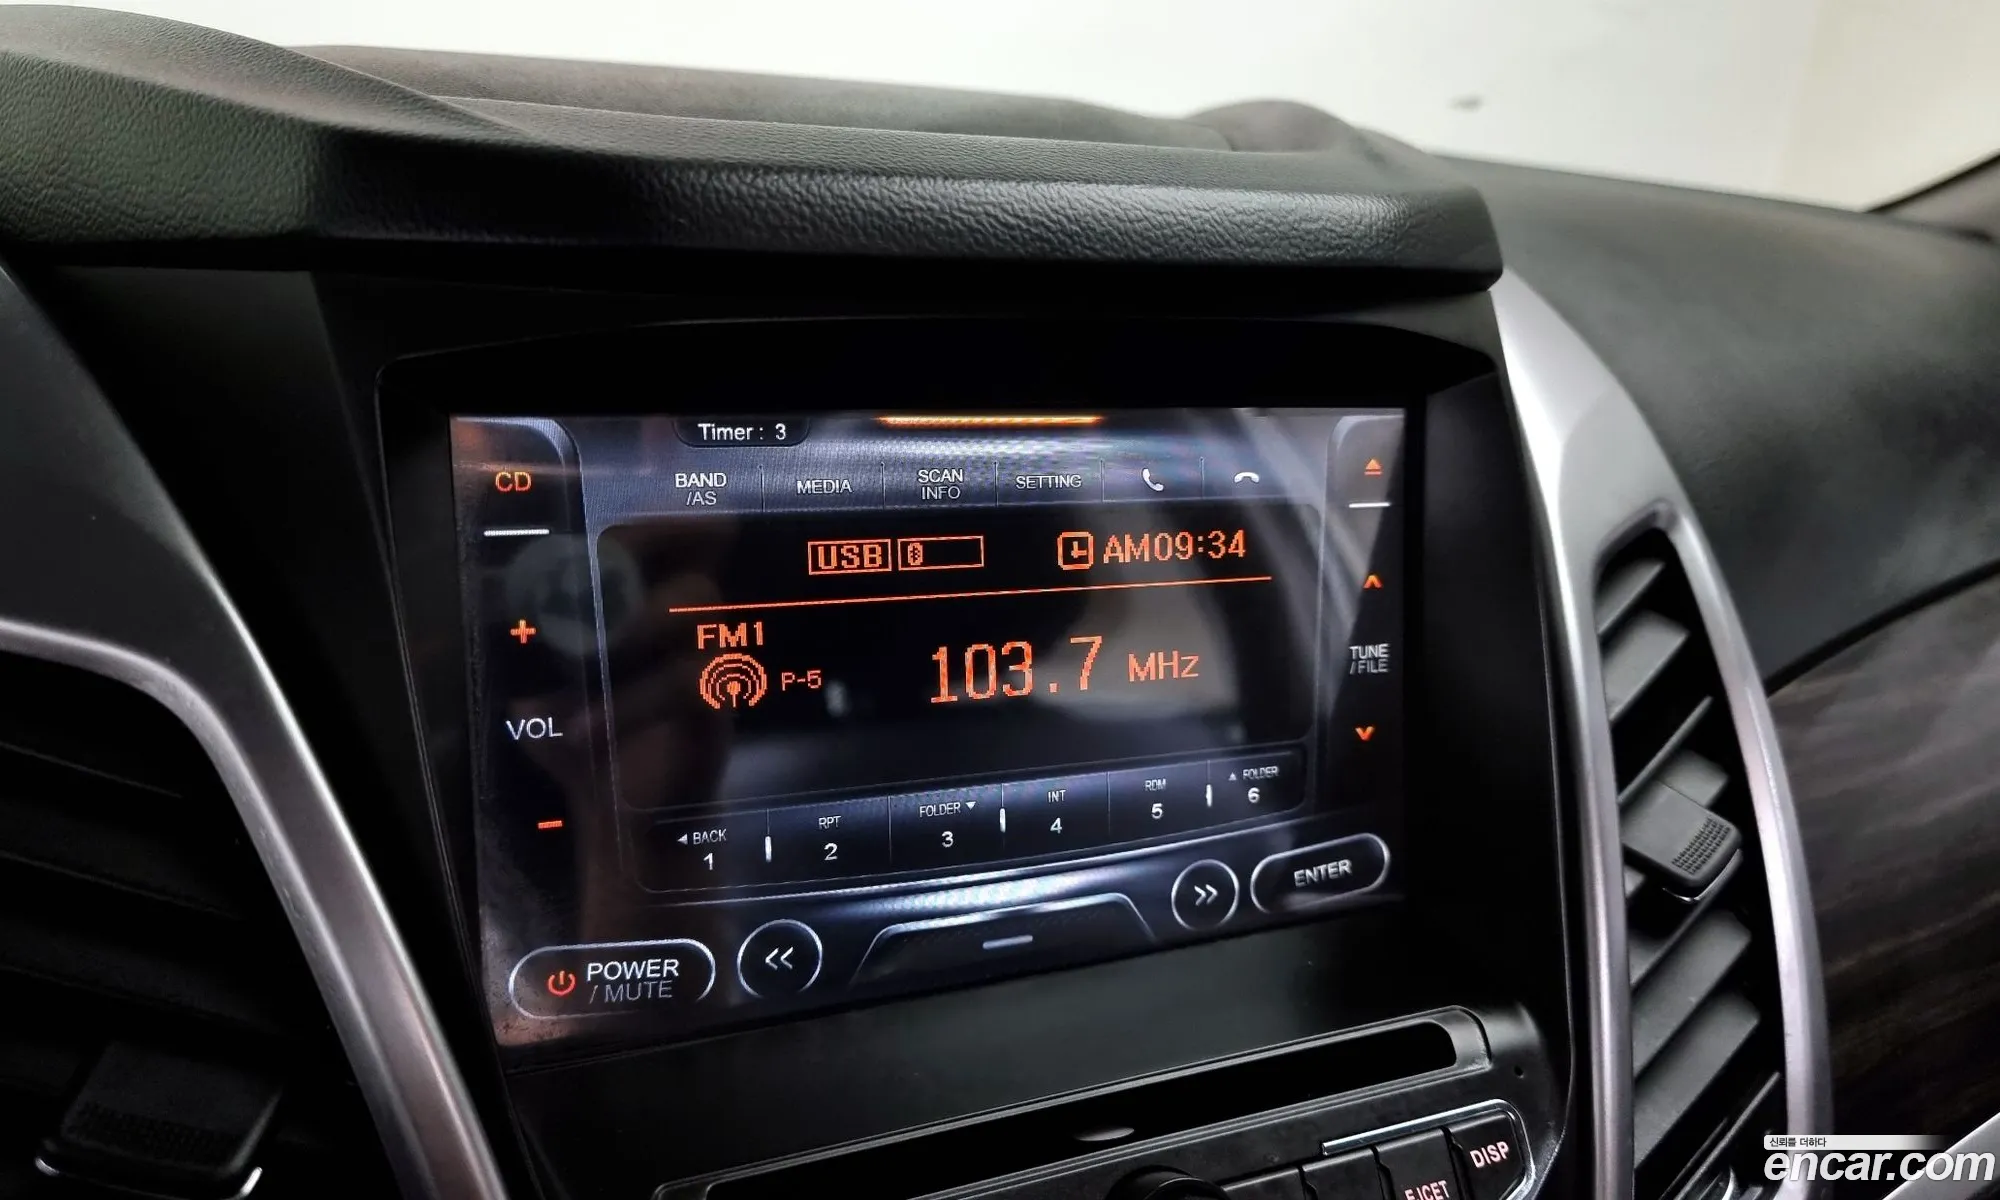 Timer : 3
CD
BAND
/AS
MEDIA
SCAN
INFO
SETTING
USB
AM09:34
FM1
P-5
103.7 MHz
VOL
TUNE
/FILE
◀ BACK
1
RPT
2
FOLDER ▼
3
INT
4
RDM
5
▲ FOLDER
6
<<
>>
ENTER
POWER
/ MUTE
DISP
EJCET
신뢰를 더하다
encar.com